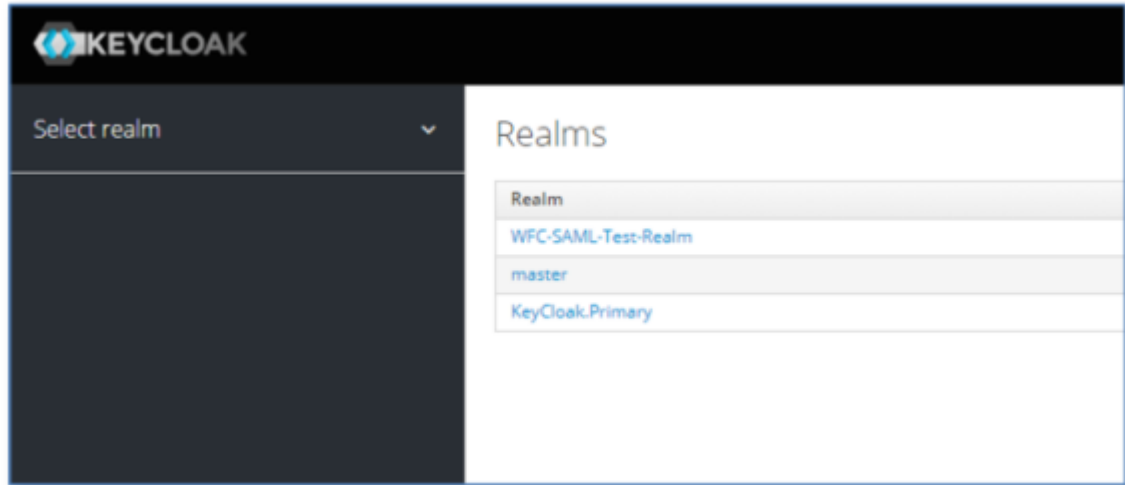 KEYCLOAK
Select realm
Realms
Realm
WFC-SAML-Test-Realm
master
KeyCloak.Primary